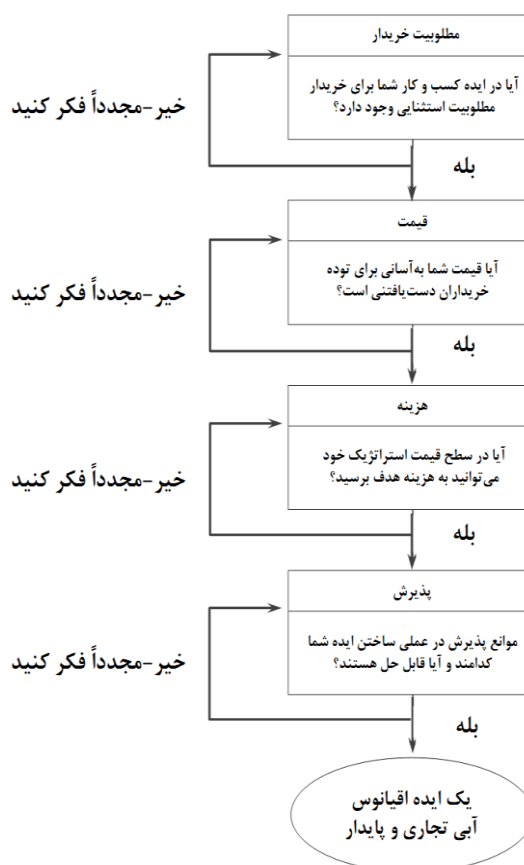 مطلوبیت خریدار
آیا در ایده کسب و کار شما برای خریدار
مطلوبیت استثنایی وجود دارد؟
خیر-مجدداً فکر کنید
بله
قیمت
آیا قیمت شما به‌آسانی برای توده
خریداران دست‌یافتنی است؟
خیر-مجدداً فکر کنید
بله
هزینه
آیا در سطح قیمت استراتژیک خود
می‌توانید به هزینه هدف برسید؟
خیر-مجدداً فکر کنید
بله
پذیرش
موانع پذیرش در عملی ساختن ایده شما
کدامند و آیا قابل حل هستند؟
خیر-مجدداً فکر کنید
بله
یک ایده اقیانوس
آبی تجاری و پایدار